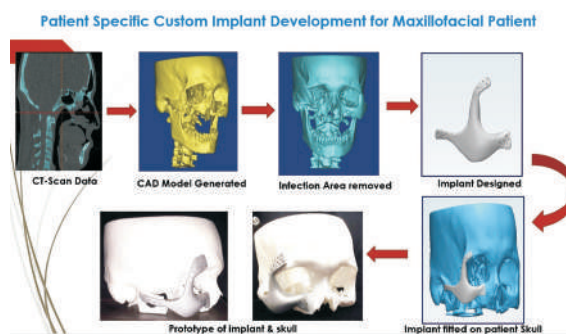 Patient Specific Custom Implant Development for Maxillofacial Patient
CT-Scan Data
CAD Model Generated
Infection Area removed
Implant Designed
Prototype of implant & skull
Implant fitted on patient Skull